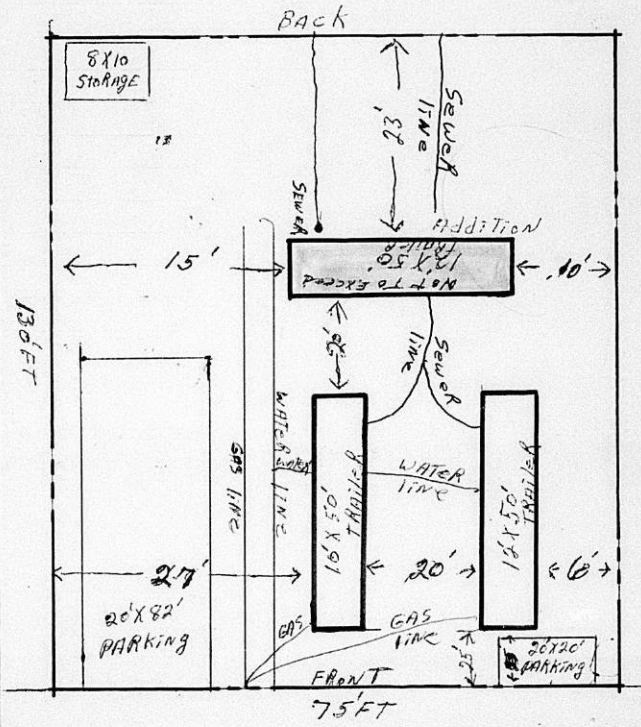 BACK
8X10
STORAGE
23'
SEWER
line
SEWER
Addition
TRAILER
12'X50'
Not To Exceed
15'
10'
130'FT
SEWER
line
WATER
LINE
WATER
GAS line
WATER
line
16'X50'
TRAILER
12'X50'
TRAILER
27'
20'
6'
20'X82'
PARKING
GAS
GAS
line
25'
20'X20'
PARKING
FRONT
75'FT